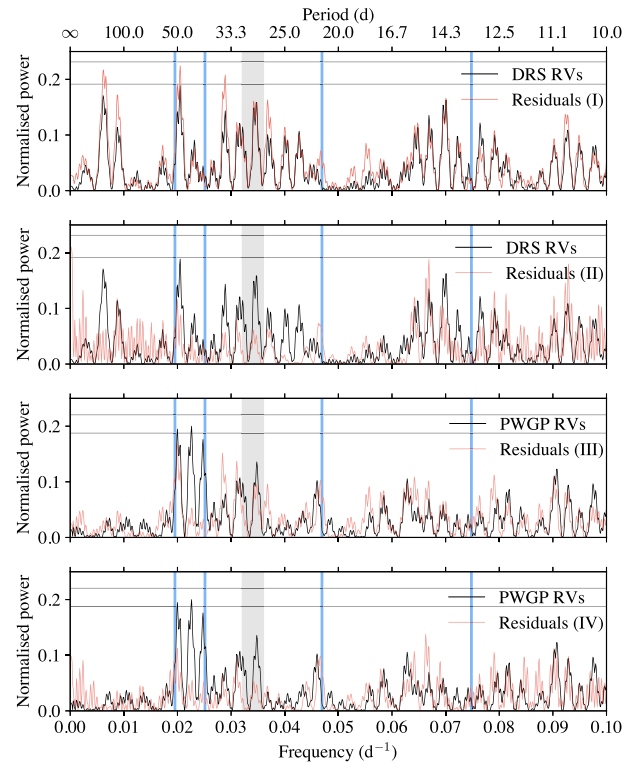 Period (d)
∞ 100.0 50.0 33.3 25.0 20.0 16.7 14.3 12.5 11.1 10.0
Normalised power
0.2
0.1
0.0
DRS RVs
Residuals (I)
Normalised power
0.2
0.1
0.0
DRS RVs
Residuals (II)
Normalised power
0.2
0.1
0.0
PWGP RVs
Residuals (III)
Normalised power
0.2
0.1
0.0
PWGP RVs
Residuals (IV)
0.00 0.01 0.02 0.03 0.04 0.05 0.06 0.07 0.08 0.09 0.10
Frequency (d⁻¹)